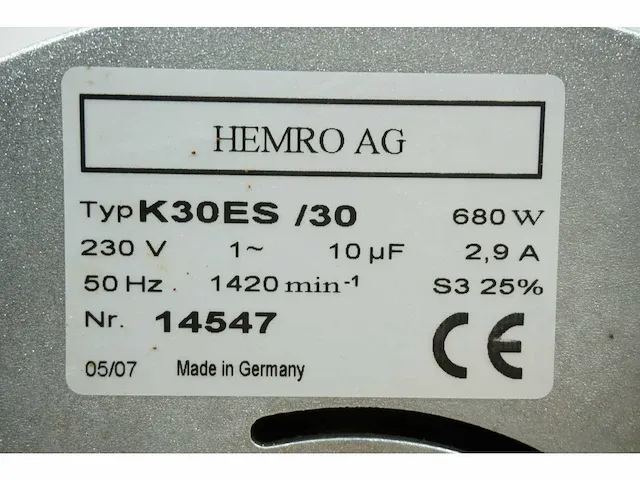 HEMRO AG
Typ K30ES /30 680 W
230 V 1~ 10 µF 2,9 A
50 Hz . 1420 min⁻¹ S3 25%
Nr. 14547 CE
05/07 Made in Germany